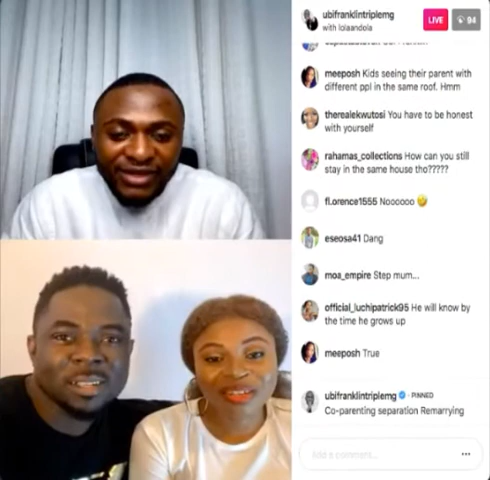 ubifranklintriplemg
with lolaandola
LIVE
94
meeposh Kids seeing their parent with
different ppl in the same roof. Hmm
therealekwutosi You have to be honest
with yourself
rahamas_collections How can you still
stay in the same house tho?????
fl.orence1555 Noooooo 🤣
eseosa41 Dang
moa_empire Step mum...
official_luchipatrick95 He will know by
the time he grows up
meeposh True
ubifranklintriplemg · PINNED
Co-parenting separation Remarrying
Add a comment...